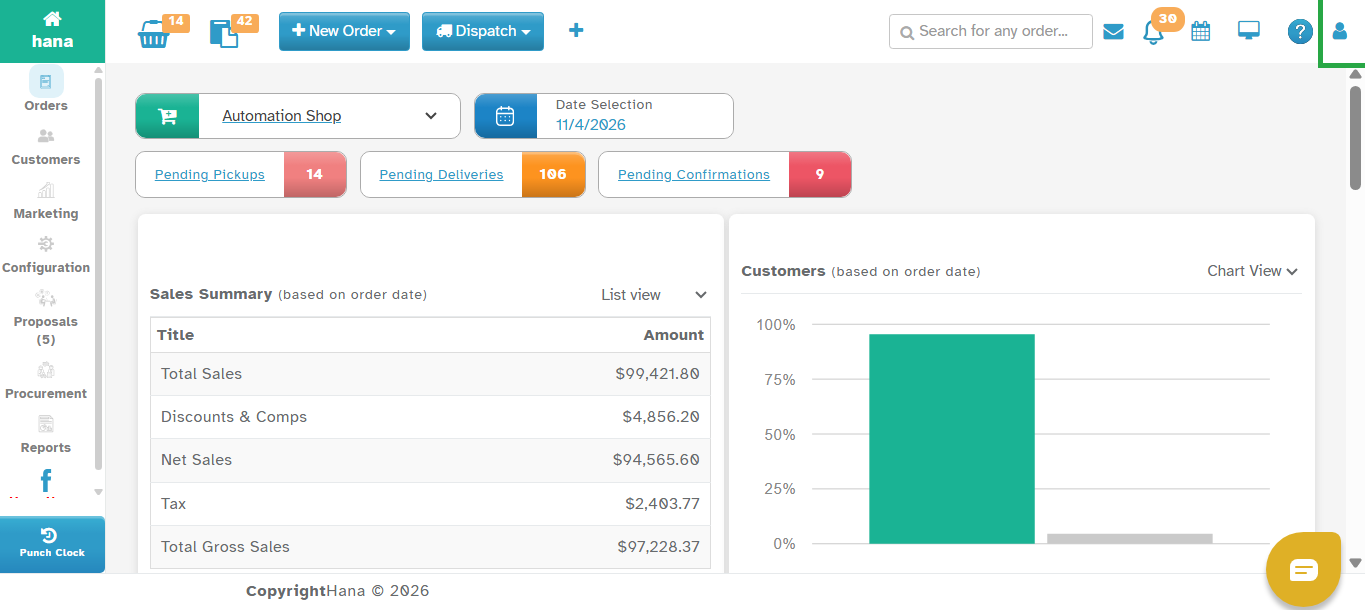 hana
14
42
New Order
Dispatch
Search for any order...
30
?
Orders
Customers
Marketing
Configuration
Proposals
(5)
Procurement
Reports
Punch Clock
Automation Shop
Date Selection
11/4/2026
Pending Pickups 14
Pending Deliveries 106
Pending Confirmations 9
Sales Summary (based on order date) List view
Title Amount
Total Sales $99,421.80
Discounts & Comps $4,856.20
Net Sales $94,565.60
Tax $2,403.77
Total Gross Sales $97,228.37
Customers (based on order date) Chart View
100%
75%
50%
25%
0%
CopyrightHana © 2026